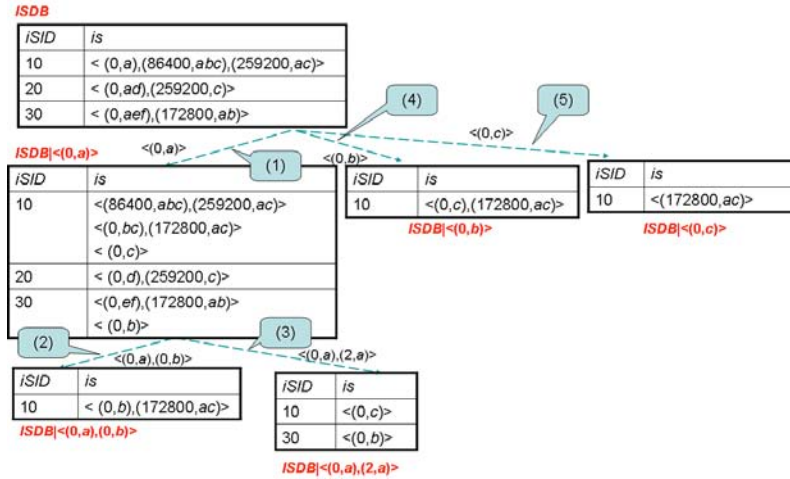 ISDB
iSID is
10 < (0,a),(86400,abc),(259200,ac)>
20 < (0,ad),(259200,c)>
30 < (0,aef),(172800,ab)>
(4)
(5)
<(0,a)>
(1)
<(0,b)>
<(0,c)>
ISDB|<(0,a)>
iSID is
10 <(86400,abc),(259200,ac)>
<(0,bc),(172800,ac)>
< (0,c)>
20 < (0,d),(259200,c)>
30 <(0,ef),(172800,ab)>
< (0,b)>
iSID is
10 <(0,c),(172800,ac)>
ISDB|<(0,b)>
iSID is
10 <(172800,ac)>
ISDB|<(0,c)>
(2)
<(0,a),(0,b)>
(3)
<(0,a),(2,a)>
iSID is
10 < (0,b),(172800,ac)>
ISDB|<(0,a),(0,b)>
iSID is
10 <(0,c)>
30 <(0,b)>
ISDB|<(0,a),(2,a)>